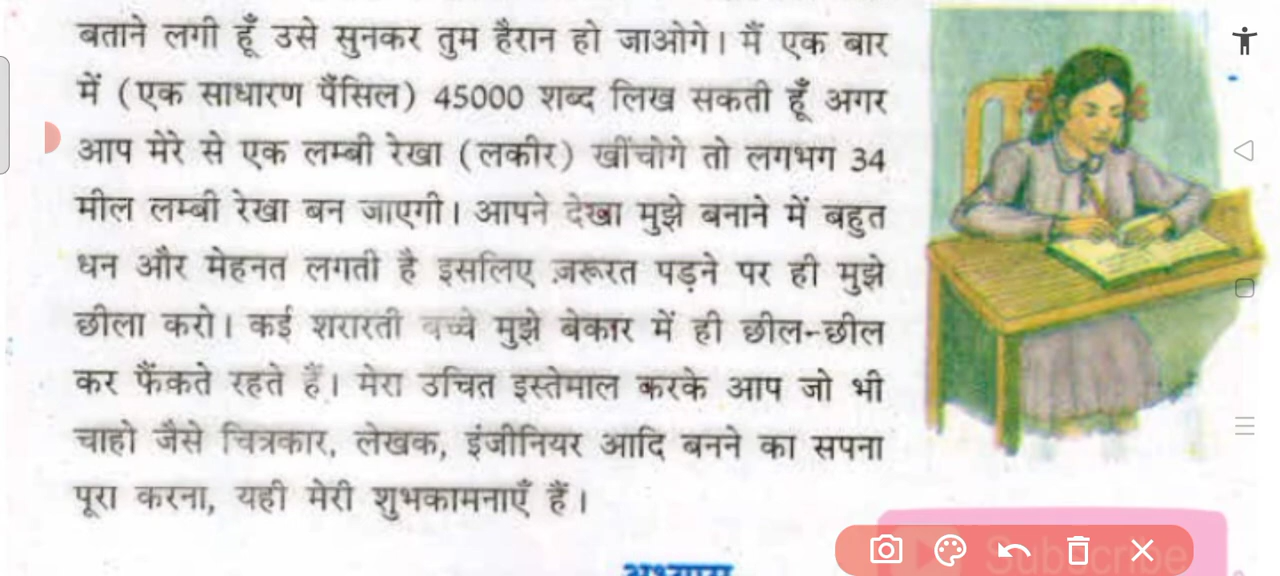 बताने लगी हूँ उसे सुनकर तुम हैरान हो जाओगे। मैं एक बार
में (एक साधारण पैंसिल) 45000 शब्द लिख सकती हूँ अगर
आप मेरे से एक लम्बी रेखा (लकीर) खींचोगे तो लगभग 34
मील लम्बी रेखा बन जाएगी। आपने देखा मुझे बनाने में बहुत
धन और मेहनत लगती है इसलिए ज़रूरत पड़ने पर ही मुझे
छीला करो। कई शरारती बच्चे मुझे बेकार में ही छील-छील
कर फैंकते रहते हैं। मेरा उचित इस्तेमाल करके आप जो भी
चाहो जैसे चित्रकार, लेखक, इंजीनियर आदि बनने का सपना
पूरा करना, यही मेरी शुभकामनाएँ हैं।
अभ्यास
Subscribe